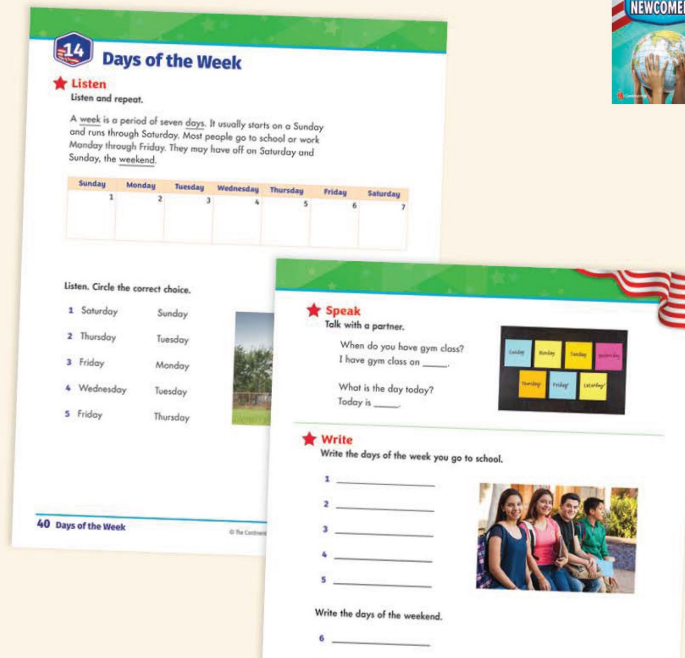 NEWCOMER
14
Days of the Week
Listen
Listen and repeat.
A week is a period of seven days. It usually starts on a Sunday
and runs through Saturday. Most people go to school or work
Monday through Friday. They may have off on Saturday and
Sunday, the weekend.
Sunday Monday Tuesday Wednesday Thursday Friday Saturday
1 2 3 4 5 6 7
Listen. Circle the correct choice.
1 Saturday Sunday
2 Thursday Tuesday
3 Friday Monday
4 Wednesday Tuesday
5 Friday Thursday
40 Days of the Week
© The Continent
Speak
Talk with a partner.
When do you have gym class?
I have gym class on _____.
What is the day today?
Today is _____.
Sunday Monday Tuesday Wednesday
Thursday Friday Saturday
Write
Write the days of the week you go to school.
1
2
3
4
5
Write the days of the weekend.
6